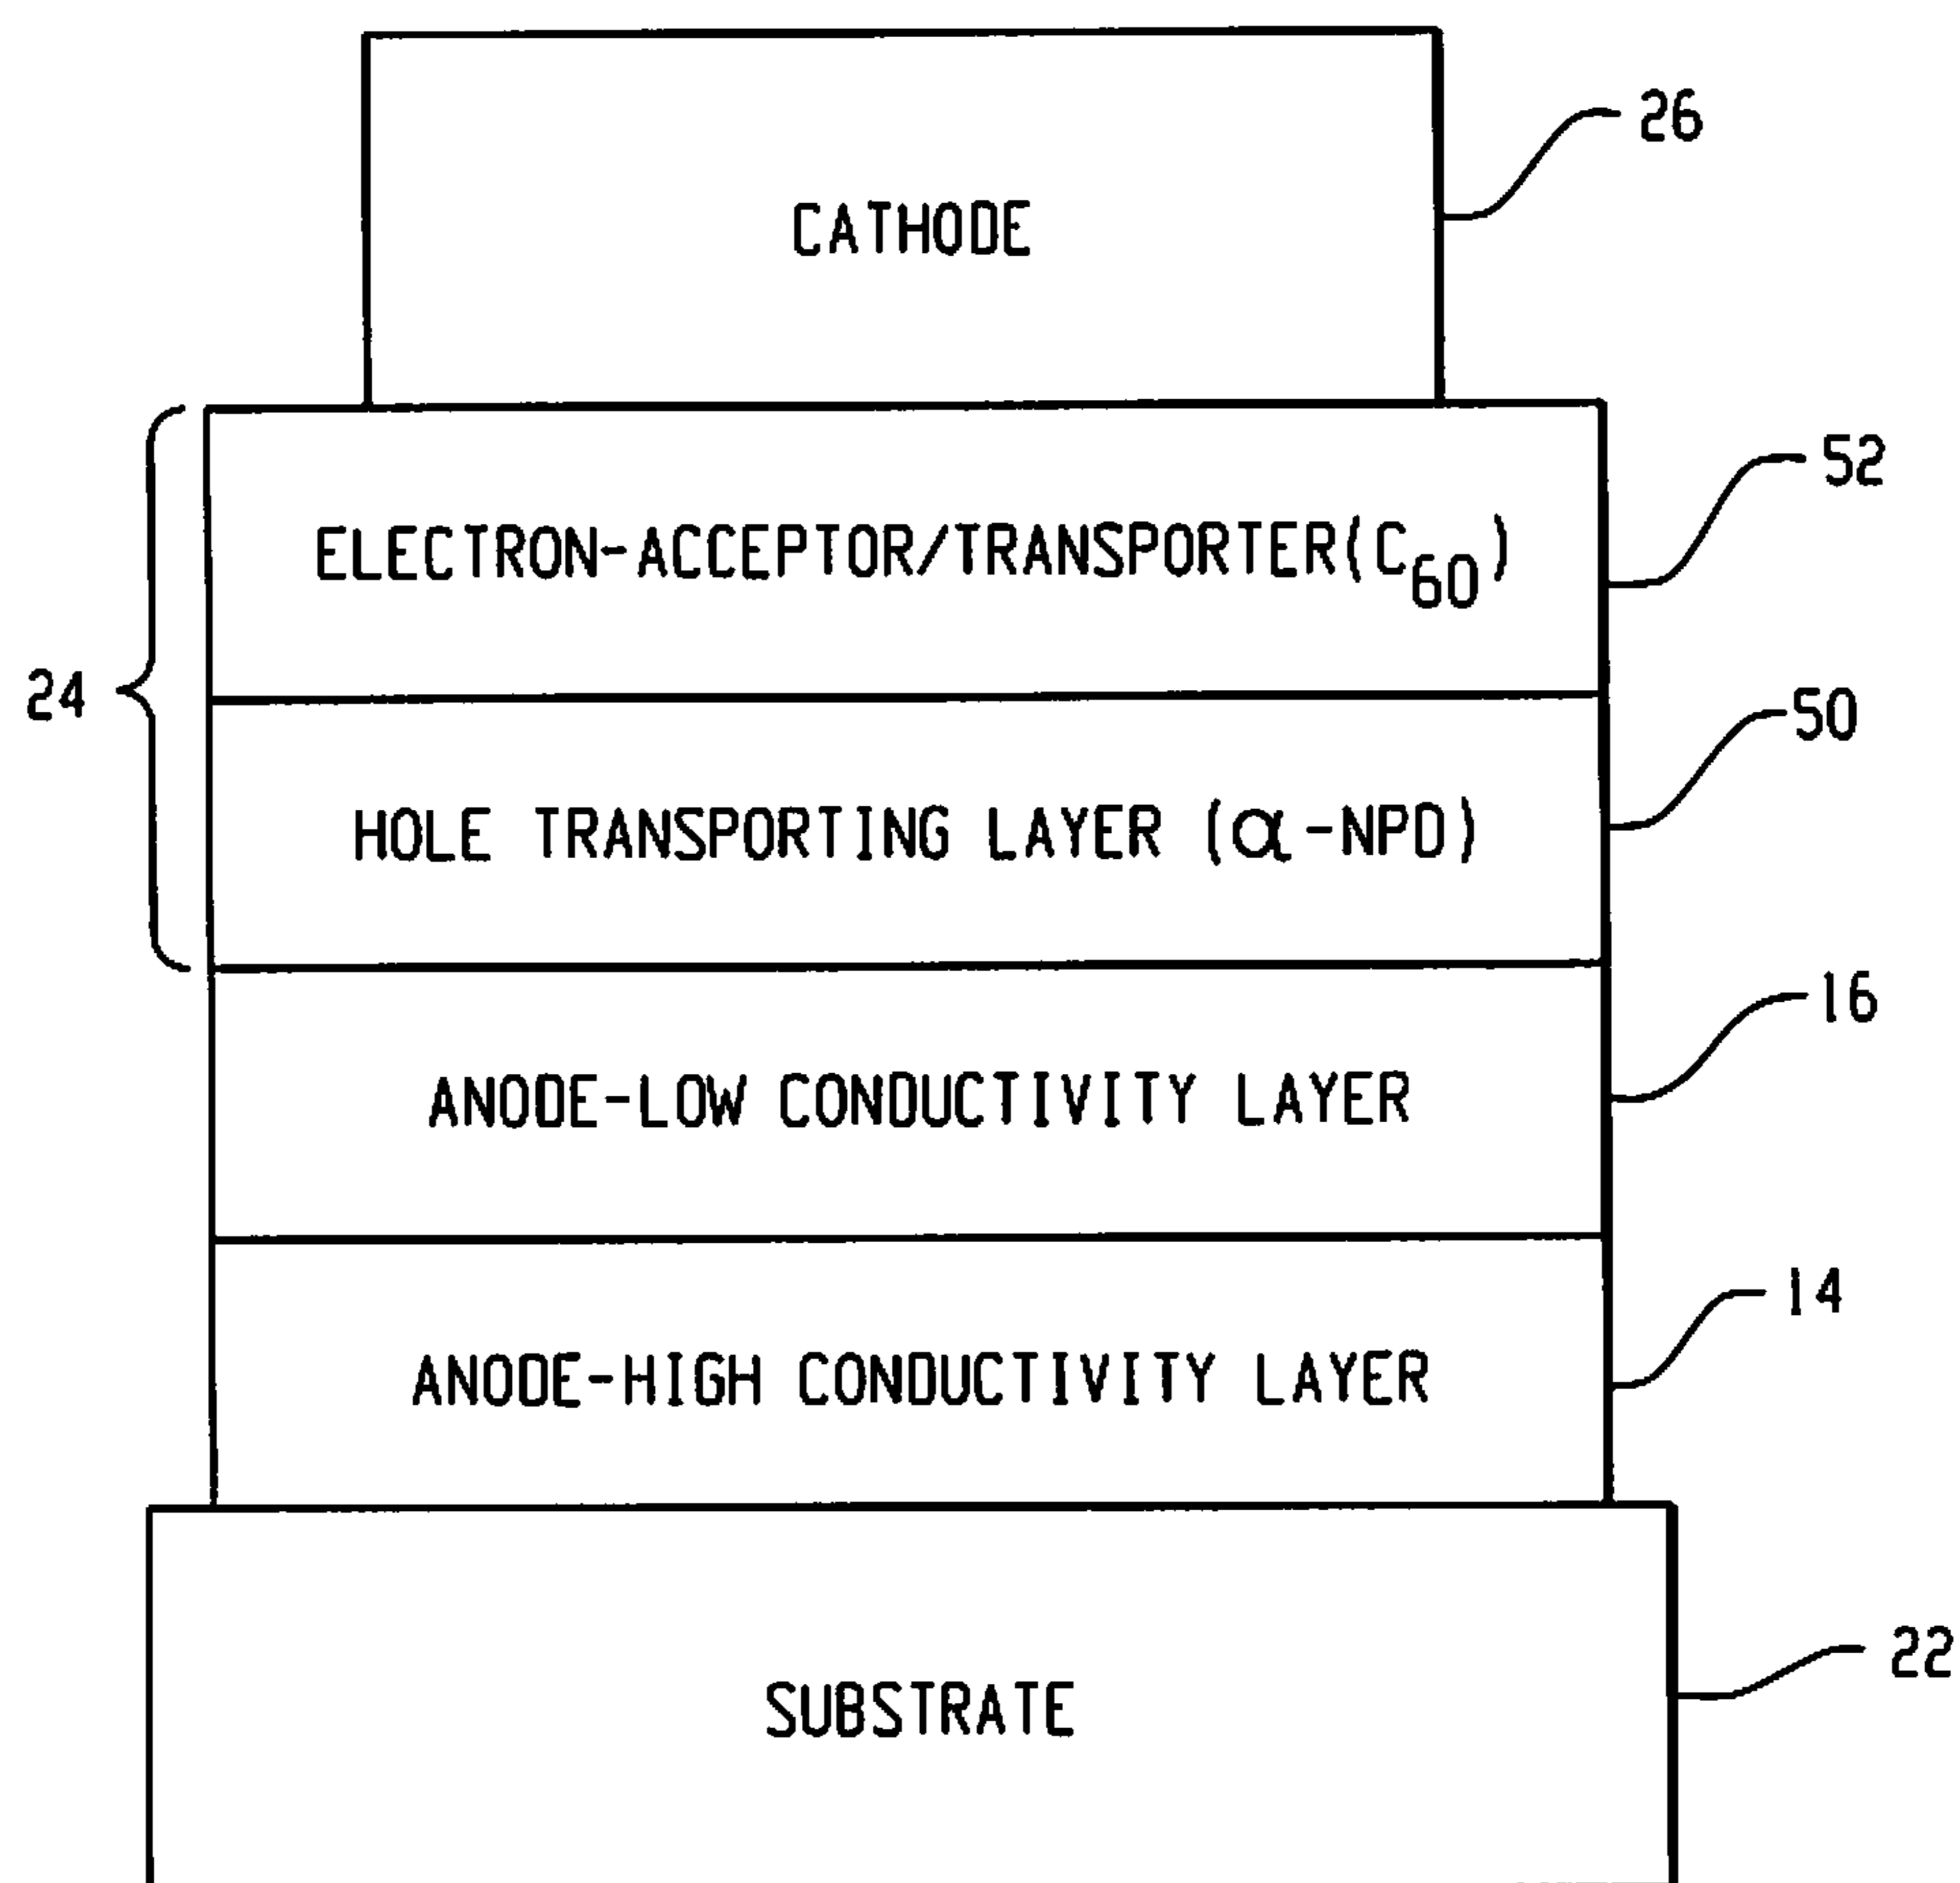 26
CATHODE
52
ELECTRON-ACCEPTOR/TRANSPORTER(C60)
24
50
HOLE TRANSPORTING LAYER (α-NPD)
16
ANODE-LOW CONDUCTIVITY LAYER
14
ANODE-HIGH CONDUCTIVITY LAYER
22
SUBSTRATE